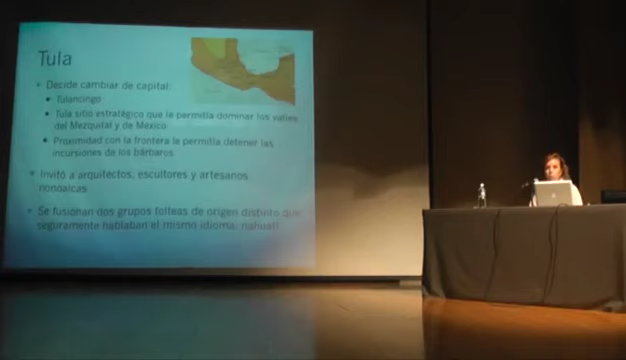 Tula
Decide cambiar de capital:
Tulancingo
Tula sitio estratégico que le permitía dominar los valles
del Mezquital y de México
Proximidad con la frontera le permitía detener las
incursiones de los bárbaros
Invitó a arquitectos, escultores y artesanos
nonoalcas
Se fusionan dos grupos toltecas de origen distinto que
seguramente hablaban el mismo idioma: nahuatl